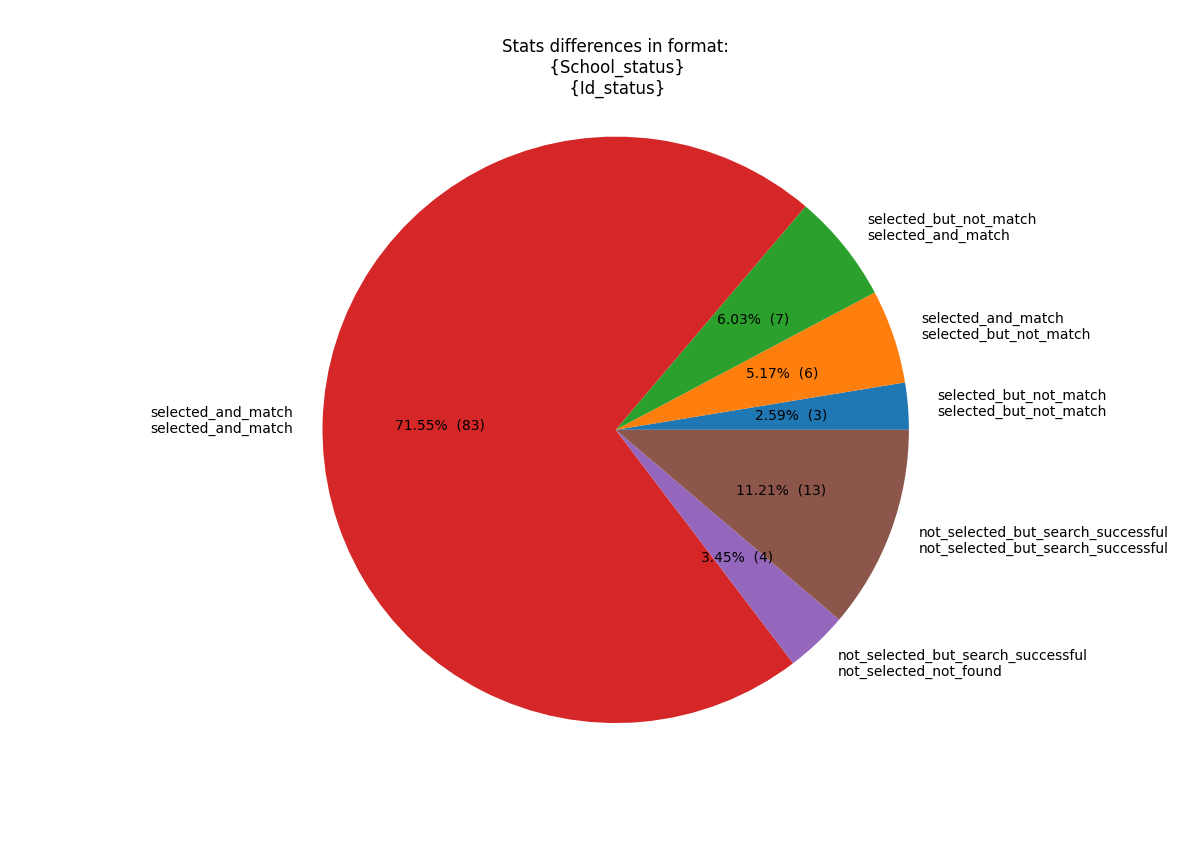 Stats differences in format:
{School_status}
{Id_status}
selected_but_not_match
selected_and_match
6.03%  (7)
selected_and_match
selected_but_not_match
5.17%  (6)
selected_but_not_match
selected_but_not_match
2.59%  (3)
selected_and_match
selected_and_match
71.55%  (83)
11.21%  (13)
not_selected_but_search_successful
not_selected_but_search_successful
3.45%  (4)
not_selected_but_search_successful
not_selected_not_found